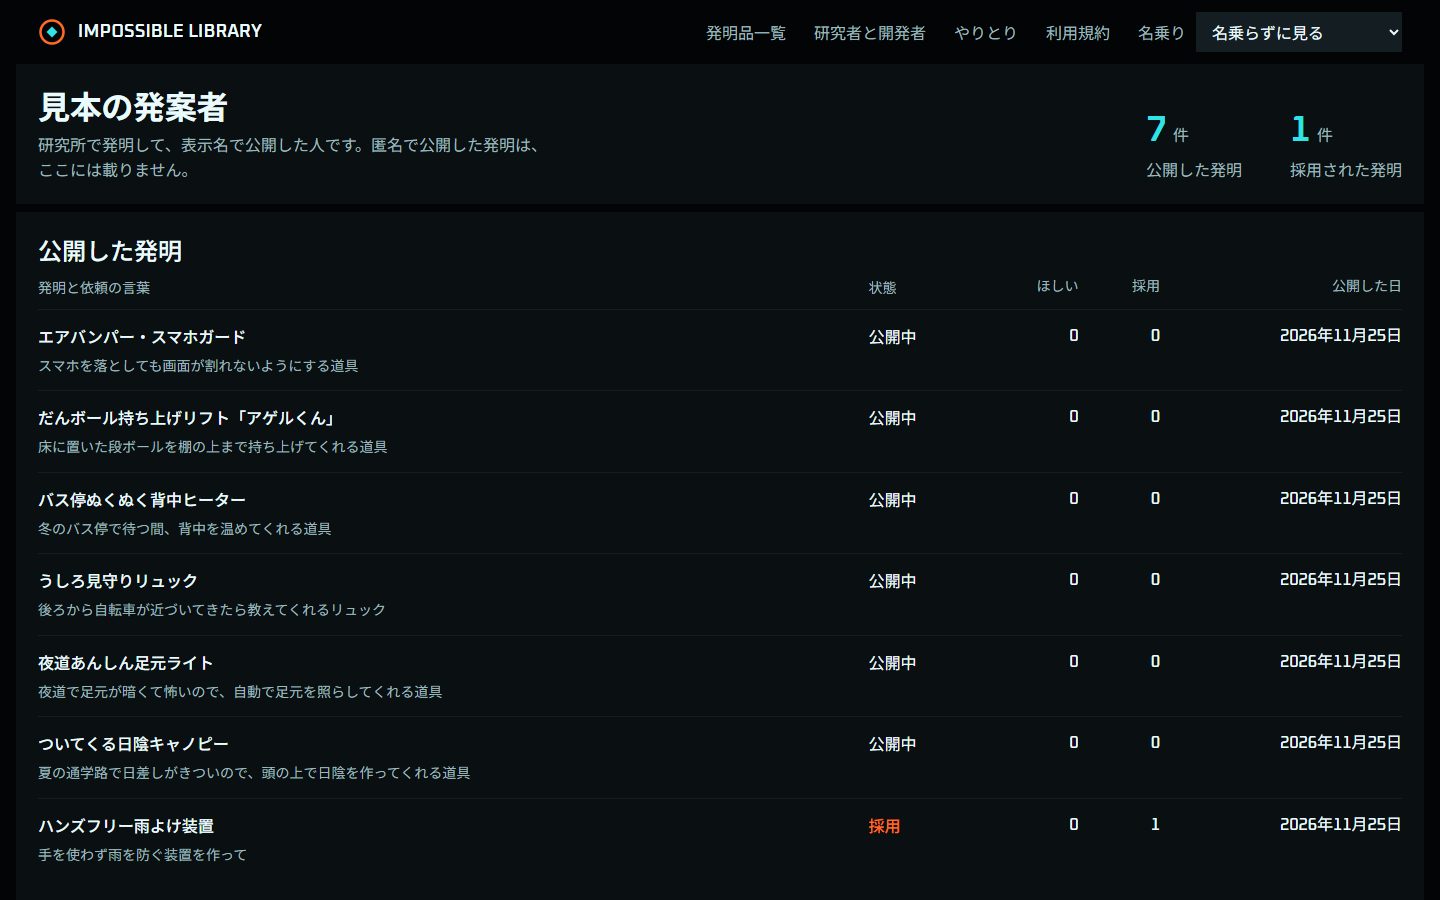 IMPOSSIBLE LIBRARY
発明品一覧 研究者と開発者 やりとり 利用規約 名乗り 名乗らずに見る
見本の発案者
研究所で発明して、表示名で公開した人です。匿名で公開した発明は、
ここには載りません。
7 件
公開した発明
1 件
採用された発明
公開した発明
発明と依頼の言葉 状態 ほしい 採用 公開した日
エアバンパー・スマホガード 公開中 0 0 2026年11月25日
スマホを落としても画面が割れないようにする道具
だんボール持ち上げリフト「アゲルくん」 公開中 0 0 2026年11月25日
床に置いた段ボールを棚の上まで持ち上げてくれる道具
バス停ぬくぬく背中ヒーター 公開中 0 0 2026年11月25日
冬のバス停で待つ間、背中を温めてくれる道具
うしろ見守りリュック 公開中 0 0 2026年11月25日
後ろから自転車が近づいてきたら教えてくれるリュック
夜道あんしん足元ライト 公開中 0 0 2026年11月25日
夜道で足元が暗くて怖いので、自動で足元を照らしてくれる道具
ついてくる日陰キャノピー 公開中 0 0 2026年11月25日
夏の通学路で日差しがきついので、頭の上で日陰を作ってくれる道具
ハンズフリー雨よけ装置 採用 0 1 2026年11月25日
手を使わず雨を防ぐ装置を作って